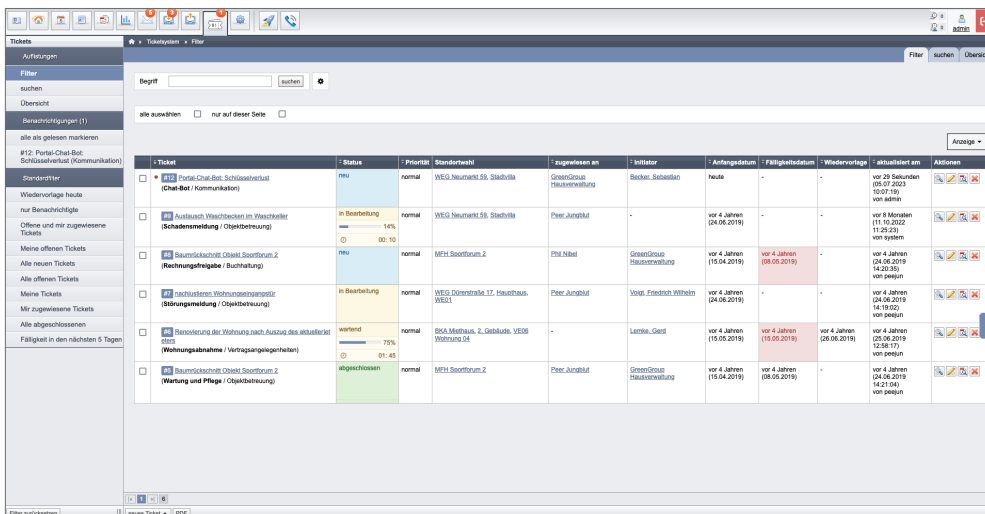 5
3
1
0
0
admin
Tickets
Ticketsystem » Filter
Auflistungen
Filter
suchen
Übersicht
Benachrichtigungen (1)
alle als gelesen markieren
#12: Portal-Chat-Bot:
Schlüsselverlust (Kommunikation)
Standardfilter
Wiedervorlage heute
nur Benachrichtigte
Offene und mir zugewiesene
Tickets
Meine offenen Tickets
Alle neuen Tickets
Alle offenen Tickets
Meine Tickets
Mir zugewiesene Tickets
Alle abgeschlossenen
Fälligkeit in den nächsten 5 Tagen
Filter zurücksetzen
Filter suchen Übersic
Begriff suchen
alle auswählen nur auf dieser Seite
Anzeige
Ticket Status Priorität Standortwahl zugewiesen an Initiator Anfangsdatum Fälligkeitsdatum Wiedervorlage aktualisiert am Aktionen
#12 Portal-Chat-Bot: Schlüsselverlust
(Chat-Bot / Kommunikation)
neu
normal
WEG Neumarkt 59, Stadtvilla
GreenGroup
Hausverwaltung
Becker, Sebastian
heute
-
-
vor 29 Sekunden
(05.07.2023
10:07:19)
von admin
#9 Austausch Waschbecken im Waschkeller
(Schadensmeldung / Objektbetreuung)
in Bearbeitung
14%
00: 10
normal
WEG Neumarkt 59, Stadtvilla
Peer Jungblut
-
vor 4 Jahren
(24.06.2019)
-
-
vor 8 Monaten
(11.10.2022
11:25:23)
von system
Baumrückschnitt Objekt Soortforum 2
(Rechnungsfreigabe / Buchhaltung)
neu
normal
MFH Soortforum 2
Phil Nibel
GreenGroup
Hausverwaltung
vor 4 Jahren
(15.04.2019)
vor 4 Jahren
(08.05.2019)
-
vor 4 Jahren
(24.06.2019
14:20:35)
von peejun
#7 nachjustieren Wohnungseingangstür
(Störungsmeldung / Objektbetreuung)
in Bearbeitung
normal
WEG Dürerstraße 17, Haupthaus,
WE01
Peer Jungblut
Voigt, Friedrich Wilhelm
vor 4 Jahren
(24.06.2019)
-
-
vor 4 Jahren
(24.06.2019
14:19:02)
von peejun
#6 Renovierung der Wohnung nach Auszug des aktuellerjet
eters
(Wohnungsabnahme / Vertragsangelegenheiten)
wartend
75%
01: 45
normal
BKA Miethaus, 2. Gebäude, VE06
Wohnung 04
-
Lemke, Gerd
vor 4 Jahren
(15.05.2019)
vor 4 Jahren
(15.05.2019)
vor 4 Jahren
(26.06.2019)
vor 4 Jahren
(25.06.2019
12:58:17)
von peejun
#5 Baumrückschnitt Objekt Soortforum 2
(Wartung und Pflege / Objektbetreuung)
abgeschlossen
normal
MFH Soortforum 2
Peer Jungblut
GreenGroup
Hausverwaltung
vor 4 Jahren
(15.04.2019)
vor 4 Jahren
(08.05.2019)
-
vor 4 Jahren
(24.06.2019
14:21:04)
von peejun
1 6
neues Ticket PDF